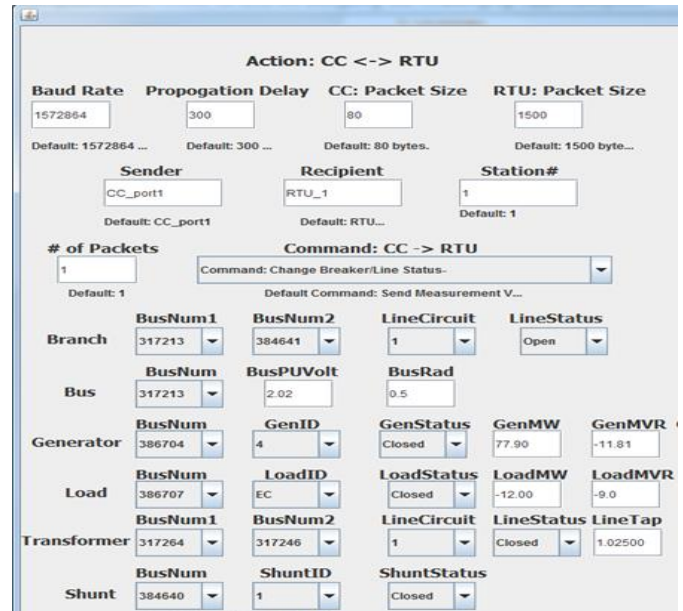 Action: CC <-> RTU
Baud Rate Propogation Delay CC: Packet Size RTU: Packet Size
1572864 300 80 1500
Default: 1572864 ... Default: 300 ... Default: 80 bytes. Default: 1500 byte...
Sender Recipient Station#
CC_port1 RTU_1 1
Default: CC_port1 Default: RTU... Default: 1
# of Packets Command: CC -> RTU
1 Command: Change Breaker/Line Status-
Default: 1 Default Command: Send Measurement V...
BusNum1 BusNum2 LineCircuit LineStatus
Branch 317213 384641 1 Open
BusNum BusPUVolt BusRad
Bus 317213 2.02 0.5
BusNum GenID GenStatus GenMW GenMVR
Generator 386704 4 Closed 77.90 -11.81
BusNum LoadID LoadStatus LoadMW LoadMVR
Load 386707 EC Closed -12.00 -9.0
BusNum1 BusNum2 LineCircuit LineStatus LineTap
Transformer 317264 317246 1 Closed 1.02500
BusNum ShuntID ShuntStatus
Shunt 384640 1 Closed